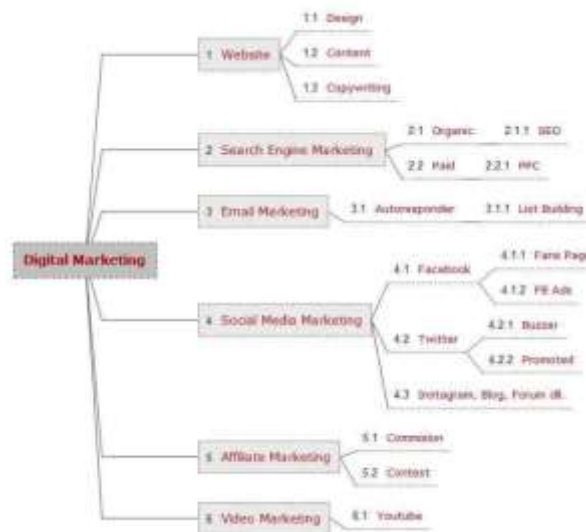 Digital Marketing
1 Website
1.1 Design
1.2 Content
1.3 Copywriting
2 Search Engine Marketing
2.1 Organic
2.1.1 SEO
2.2 Paid
2.2.1 PPC
3 Email Marketing
3.1 Autoresponder
3.1.1 List Building
4 Social Media Marketing
4.1 Facebook
4.1.1 Fans Pag
4.1.2 FB Ads
4.2 Twitter
4.2.1 Buzzer
4.2.2 Promoted
4.3 Instagram, Blog, Forum dll.
5 Affiliate Marketing
5.1 Commision
5.2 Contest
6 Video Marketing
6.1 Youtube